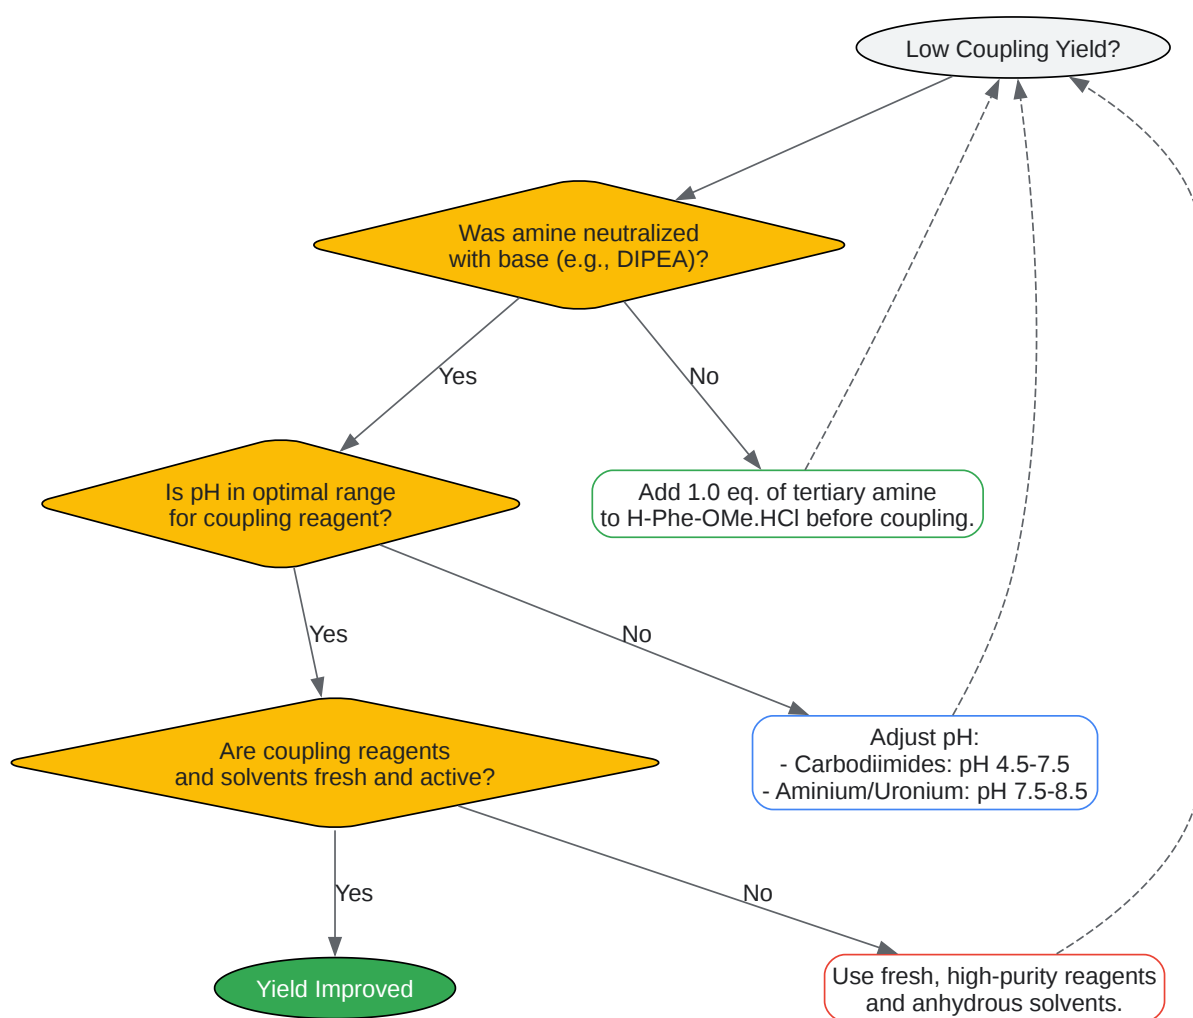 Low Coupling Yield?
Was amine neutralized
with base (e.g., DIPEA)?
Yes
No
Is pH in optimal range
for coupling reagent?
Add 1.0 eq. of tertiary amine
to H-Phe-OMe.HCl before coupling.
Yes
No
Are coupling reagents
and solvents fresh and active?
Adjust pH:
- Carbodiimides: pH 4.5-7.5
- Aminium/Uronium: pH 7.5-8.5
Yes
No
Yield Improved
Use fresh, high-purity reagents
and anhydrous solvents.